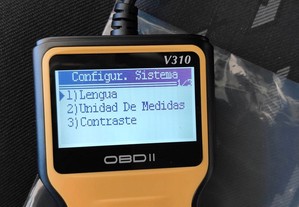 V310
Configur. Sistema
1)Lengua
2)Unidad De Medidas
3)Contraste
OBDII